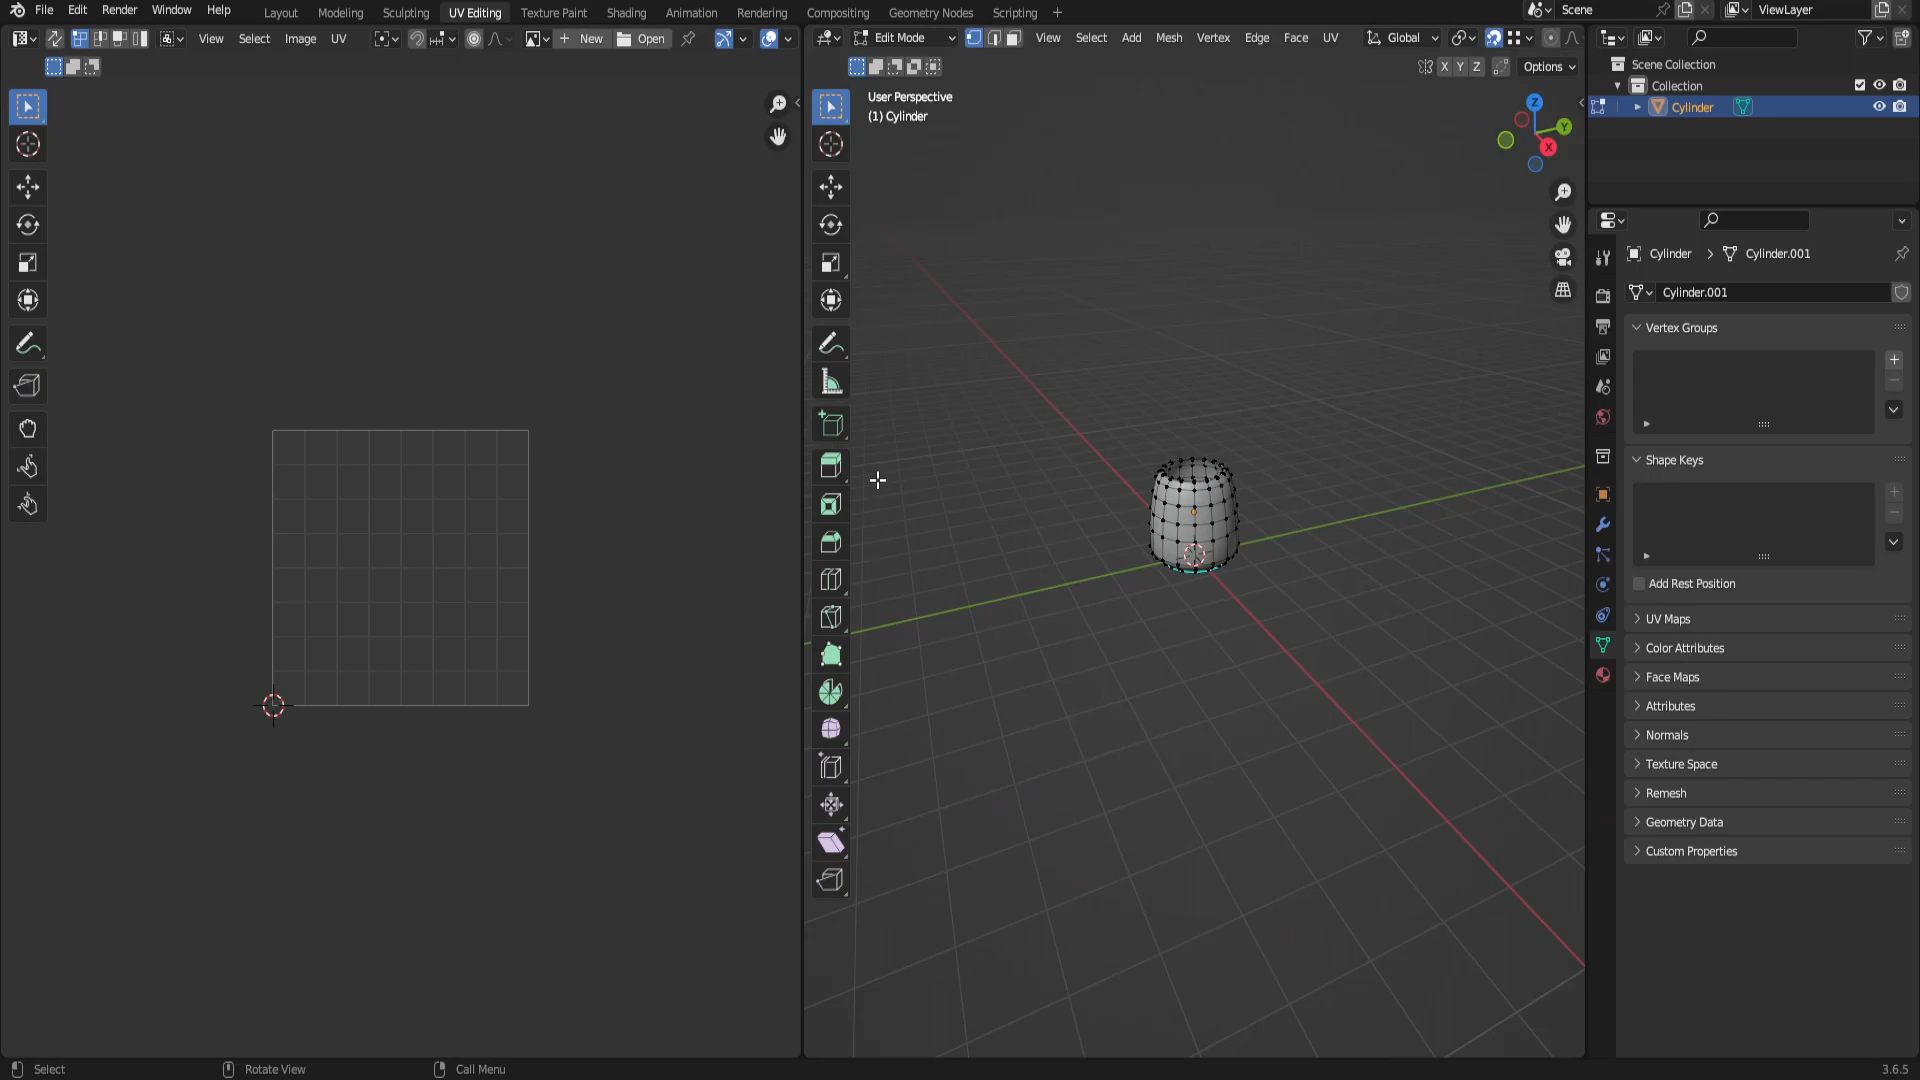 File Edit Render Window Help Layout Modeling Sculpting UV Editing Texture Paint Shading Animation Rendering Compositing Geometry Nodes Scripting + Scene ViewLayer
View Select Image UV New Open Edit Mode View Select Add Mesh Vertex Edge Face UV Global
X Y Z Options
Scene Collection
Collection
Cylinder
User Perspective
(1) Cylinder
Z
Y
X
Cylinder > Cylinder.001
Cylinder.001
Vertex Groups
Shape Keys
Add Rest Position
UV Maps
Color Attributes
Face Maps
Attributes
Normals
Texture Space
Remesh
Geometry Data
Custom Properties
Select Rotate View Call Menu 3.6.5